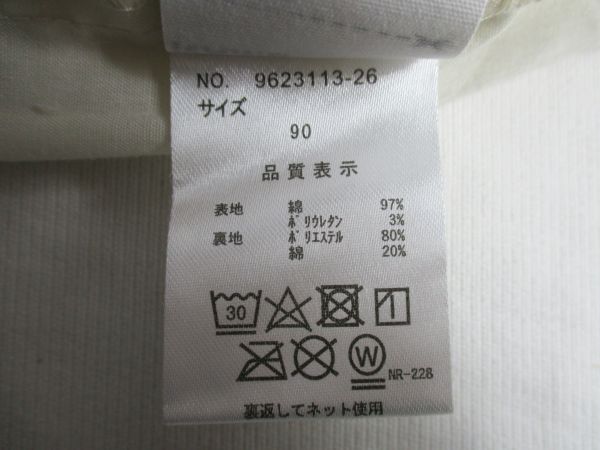 NO. 9623113-26
サイズ
90
品質表示
表地 綿 97%
ポリウレタン 3%
裏地 ポリエステル 80%
綿 20%
30
W
NR-228
裏返してネット使用